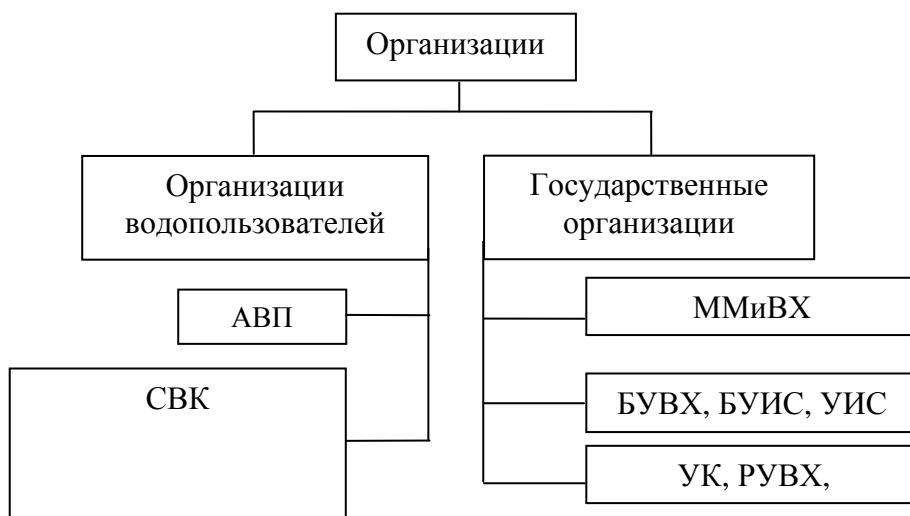 Организации
Организации
водопользователей
Государственные
организации
АВП
ММиВХ
СВК
БУВХ, БУИС, УИС
УК, РУВХ,